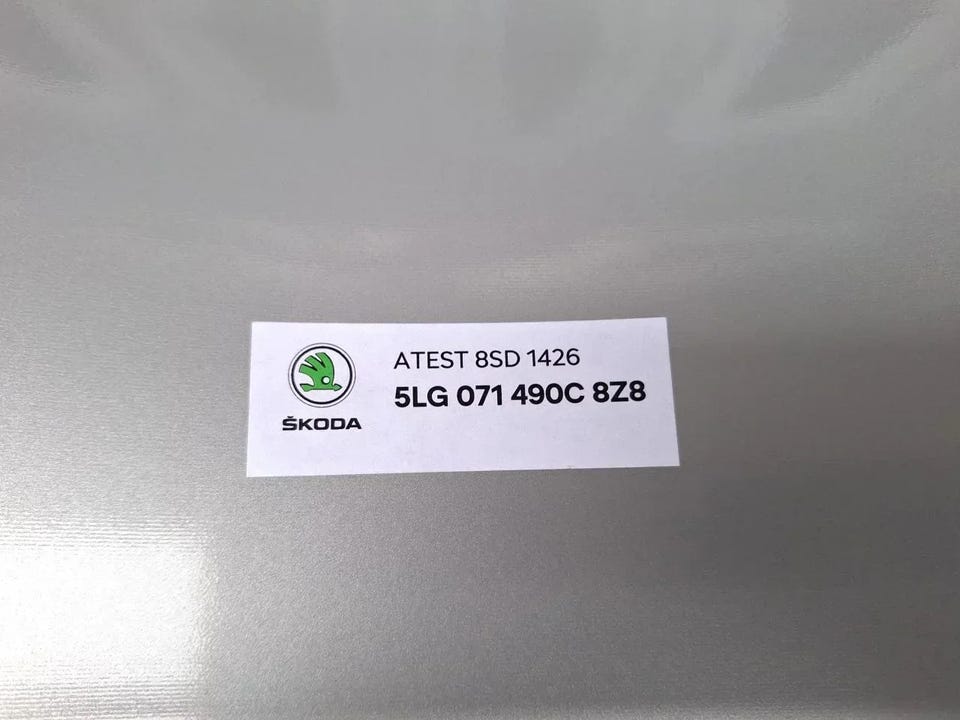 ATEST 8SD 1426
5LG 071 490C 8Z8
ŠKODA